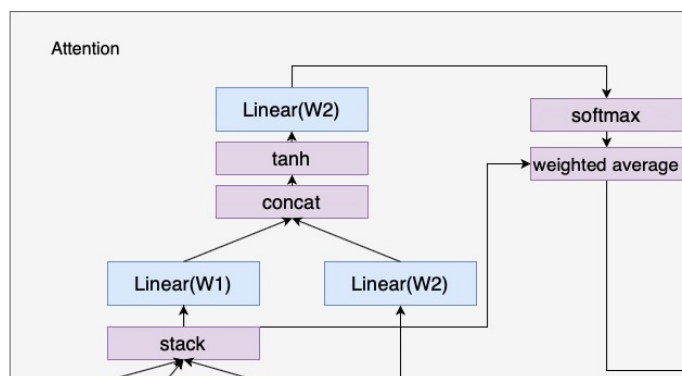 Attention
Linear(W2)
softmax
tanh
weighted average
concat
Linear(W1)
Linear(W2)
stack